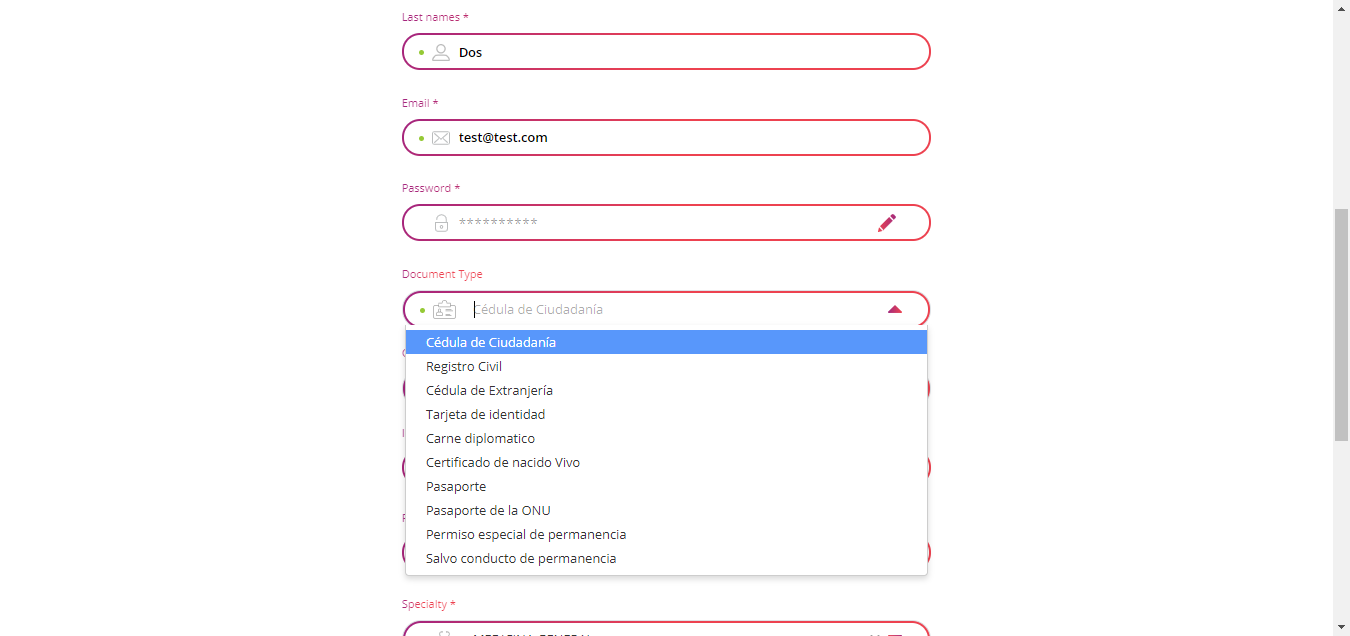 Last names *
Dos
Email *
test@test.com
Password *
**********
Document Type
Cédula de Ciudadanía
Cédula de Ciudadanía
Registro Civil
Cédula de Extranjería
Tarjeta de identidad
Carne diplomatico
Certificado de nacido Vivo
Pasaporte
Pasaporte de la ONU
Permiso especial de permanencia
Salvo conducto de permanencia
Specialty *